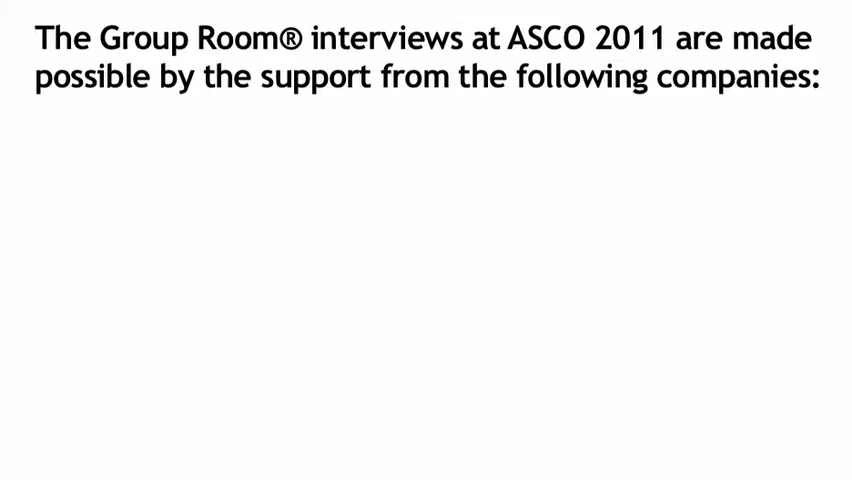 The Group Room® interviews at ASCO 2011 are made
possible by the support from the following companies: